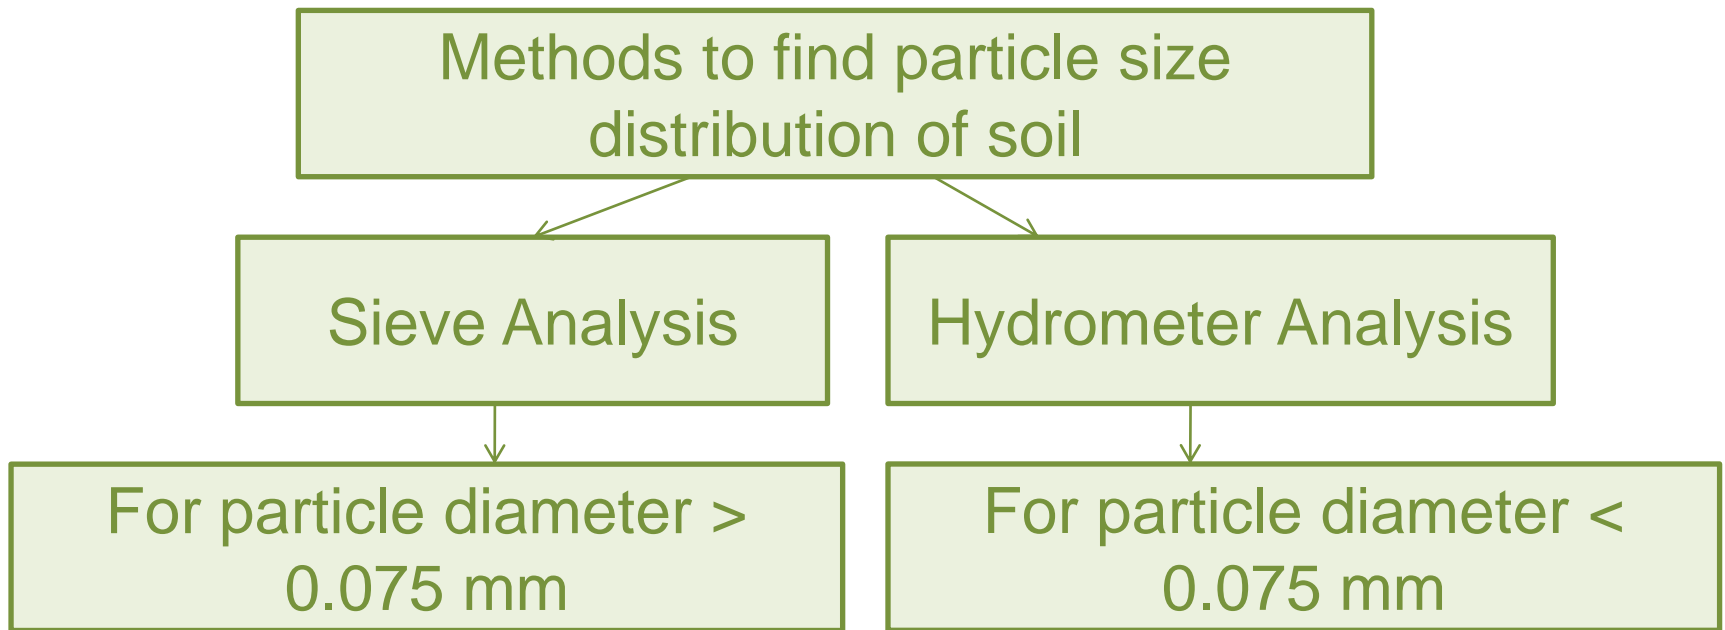 Methods to find particle size
distribution of soil
Sieve Analysis
Hydrometer Analysis
For particle diameter >
0.075 mm
For particle diameter <
0.075 mm